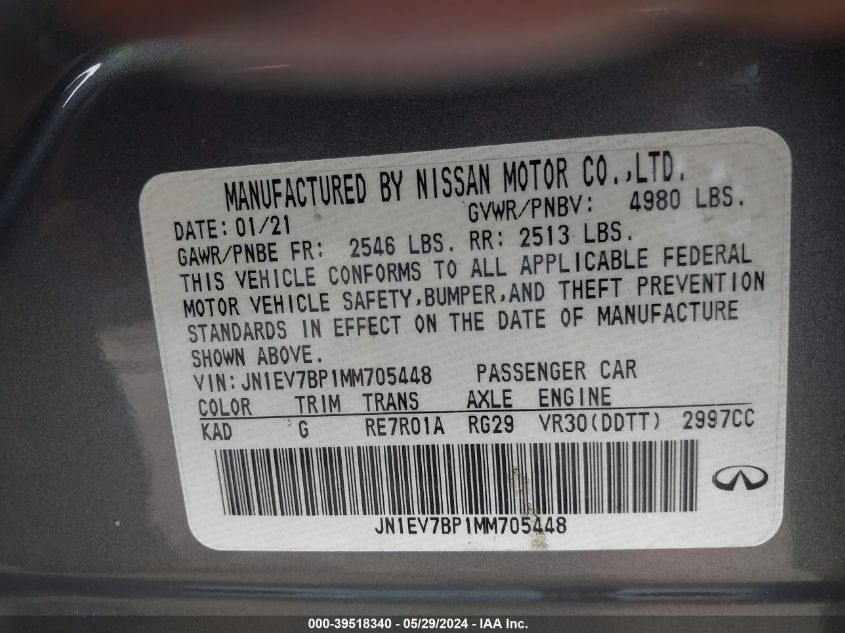 MANUFACTURED BY NISSAN MOTOR CO.,LTD.
DATE: 01/21 GVWR/PNBV: 4980 LBS.
GAWR/PNBE FR: 2546 LBS. RR: 2513 LBS.
THIS VEHICLE CONFORMS TO ALL APPLICABLE FEDERAL
MOTOR VEHICLE SAFETY,BUMPER,AND THEFT PREVENTION
STANDARDS IN EFFECT ON THE DATE OF MANUFACTURE
SHOWN ABOVE.
VIN:JN1EV7BP1MM705448 PASSENGER CAR
COLOR TRIM TRANS AXLE ENGINE
KAD G RE7R01A RG29 VR30(DDTT) 2997CC
JN1EV7BP1MM705448
000-39518340 - 05/29/2024 - IAA Inc.